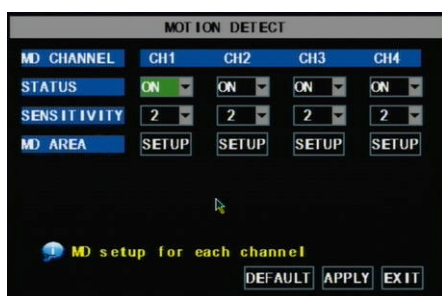 MOTION DETECT
MD CHANNEL CH1 CH2 CH3 CH4
STATUS ON ON ON ON
SENSITIVITY 2 2 2 2
MD AREA SETUP SETUP SETUP SETUP
MD setup for each channel
DEFAULT APPLY EXIT